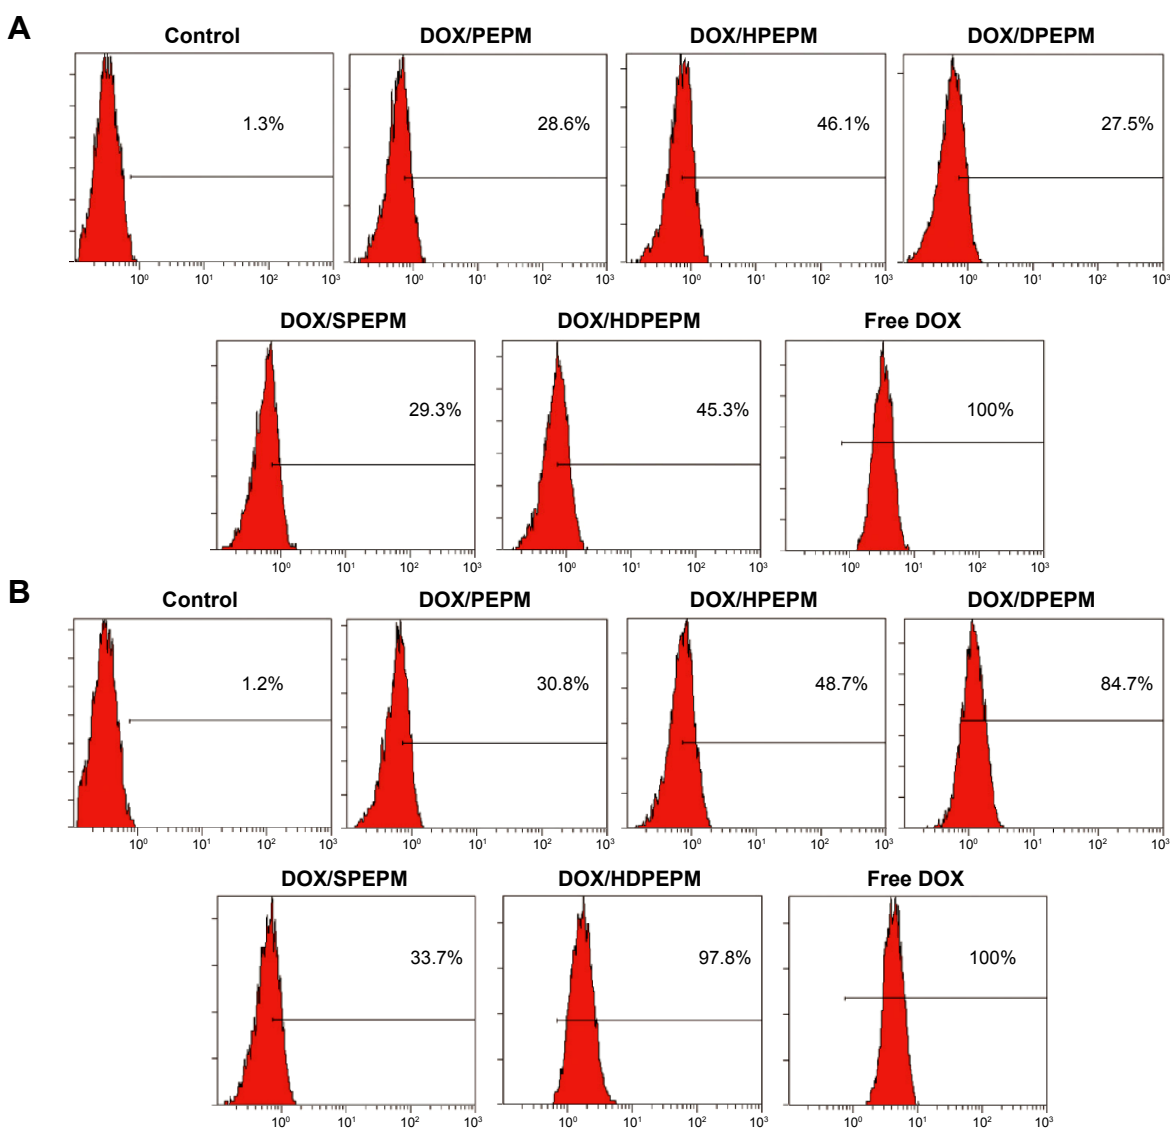 A
Control DOX/PEPM DOX/HPEPM DOX/DPEPM
1.3% 28.6% 46.1% 27.5%
10⁰ 10¹ 10² 10³ 10⁰ 10¹ 10² 10³ 10⁰ 10¹ 10² 10³ 10⁰ 10¹ 10² 10³
DOX/SPEPM DOX/HDPEPM Free DOX
29.3% 45.3% 100%
10⁰ 10¹ 10² 10³ 10⁰ 10¹ 10² 10³ 10⁰ 10¹ 10² 10³
B
Control DOX/PEPM DOX/HPEPM DOX/DPEPM
1.2% 30.8% 48.7% 84.7%
10⁰ 10¹ 10² 10³ 10⁰ 10¹ 10² 10³ 10⁰ 10¹ 10² 10³ 10⁰ 10¹ 10² 10³
DOX/SPEPM DOX/HDPEPM Free DOX
33.7% 97.8% 100%
10⁰ 10¹ 10² 10³ 10⁰ 10¹ 10² 10³ 10⁰ 10¹ 10² 10³